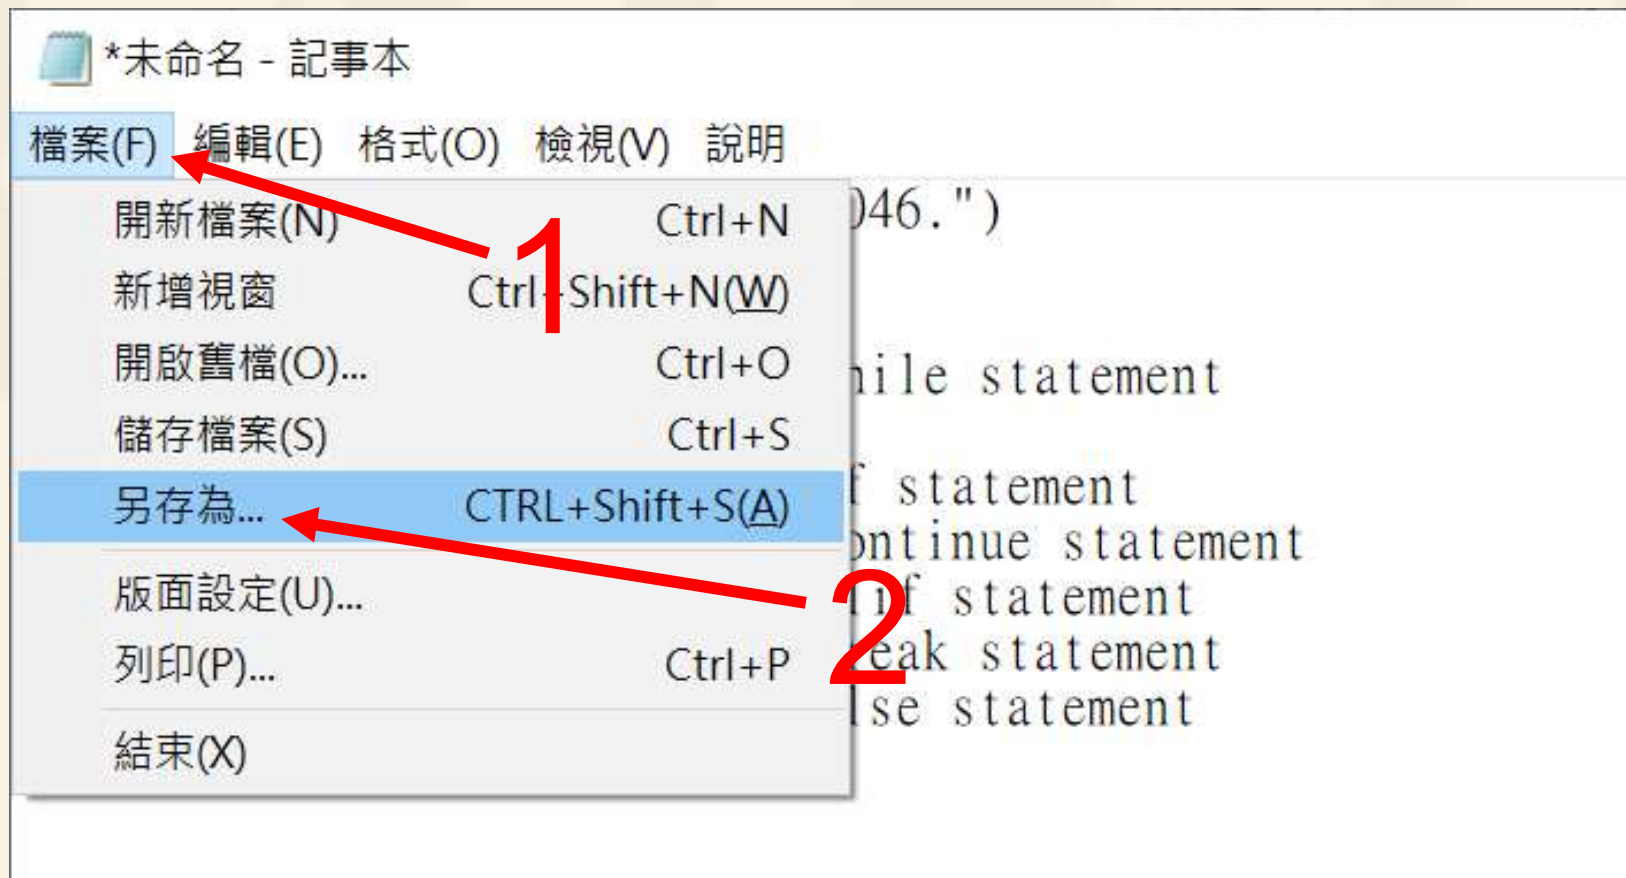 *未命名 - 記事本
檔案(F) 編輯(E) 格式(O) 檢視(V) 說明
開新檔案(N) Ctrl+N
新增視窗 Ctrl+Shift+N(W)
開啟舊檔(O)... Ctrl+O
儲存檔案(S) Ctrl+S
另存為... CTRL+Shift+S(A)
版面設定(U)...
列印(P)... Ctrl+P
結束(X)
1
2
046.")
statement
statement
statement
statement
statement
statement